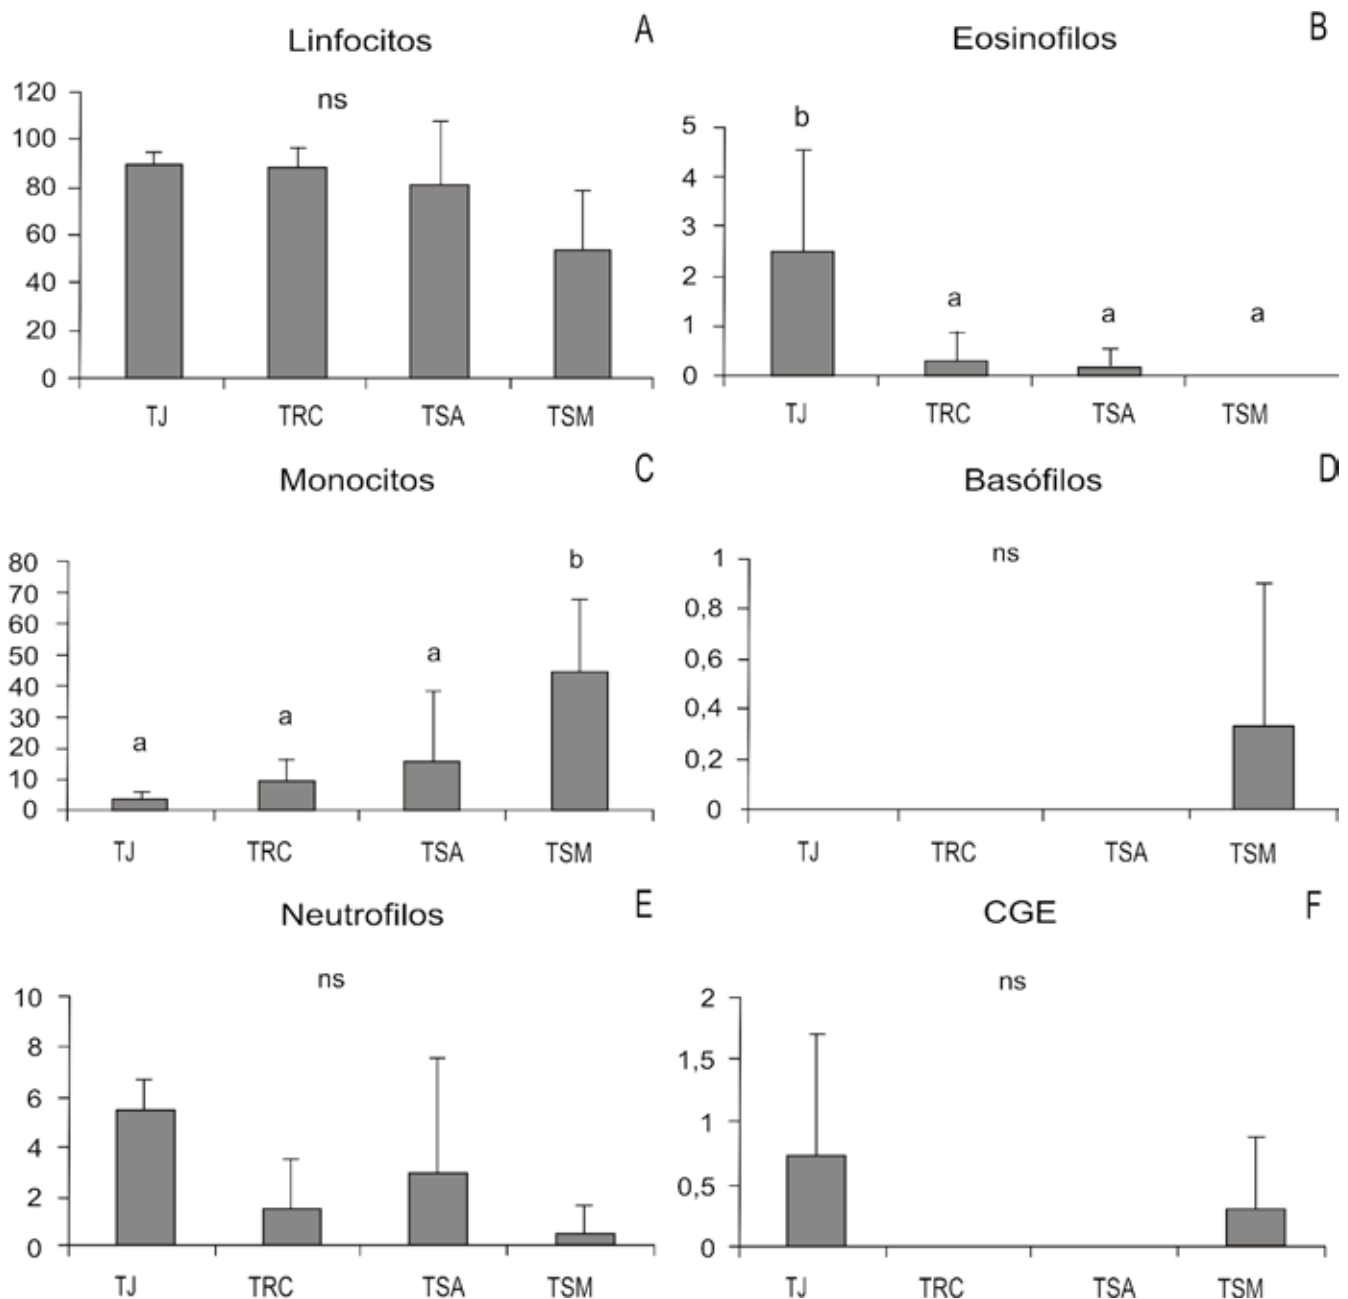 Linfocitos A
120
100
80
60
40
20
0
ns
TJ TRC TSA TSM
Eosinofilos B
5
4
3
2
1
0
b
a
a
a
TJ TRC TSA TSM
Monocitos C
80
70
60
50
40
30
20
10
0
a
a
a
b
TJ TRC TSA TSM
Basófilos D
1
0,8
0,6
0,4
0,2
0
ns
TJ TRC TSA TSM
Neutrofilos E
10
8
6
4
2
0
ns
TJ TRC TSA TSM
CGE F
2
1,5
1
0,5
0
ns
TJ TRC TSA TSM